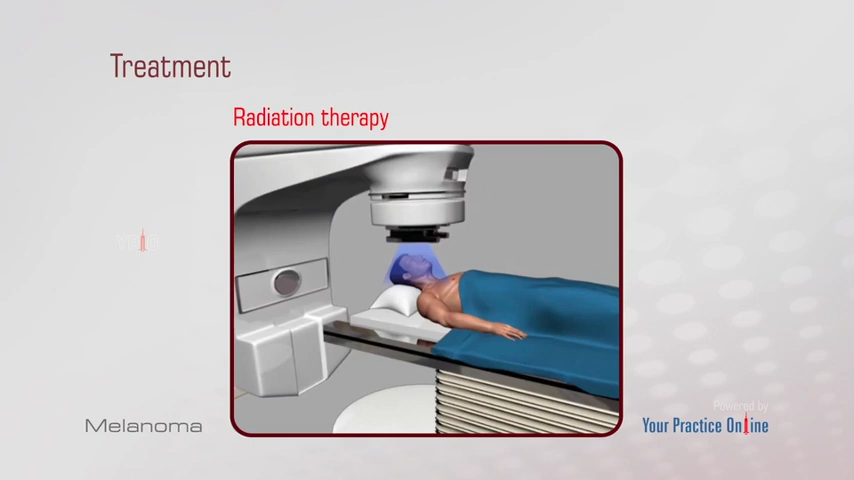 Treatment
Radiation therapy
Melanoma
Powered by
Your Practice Online